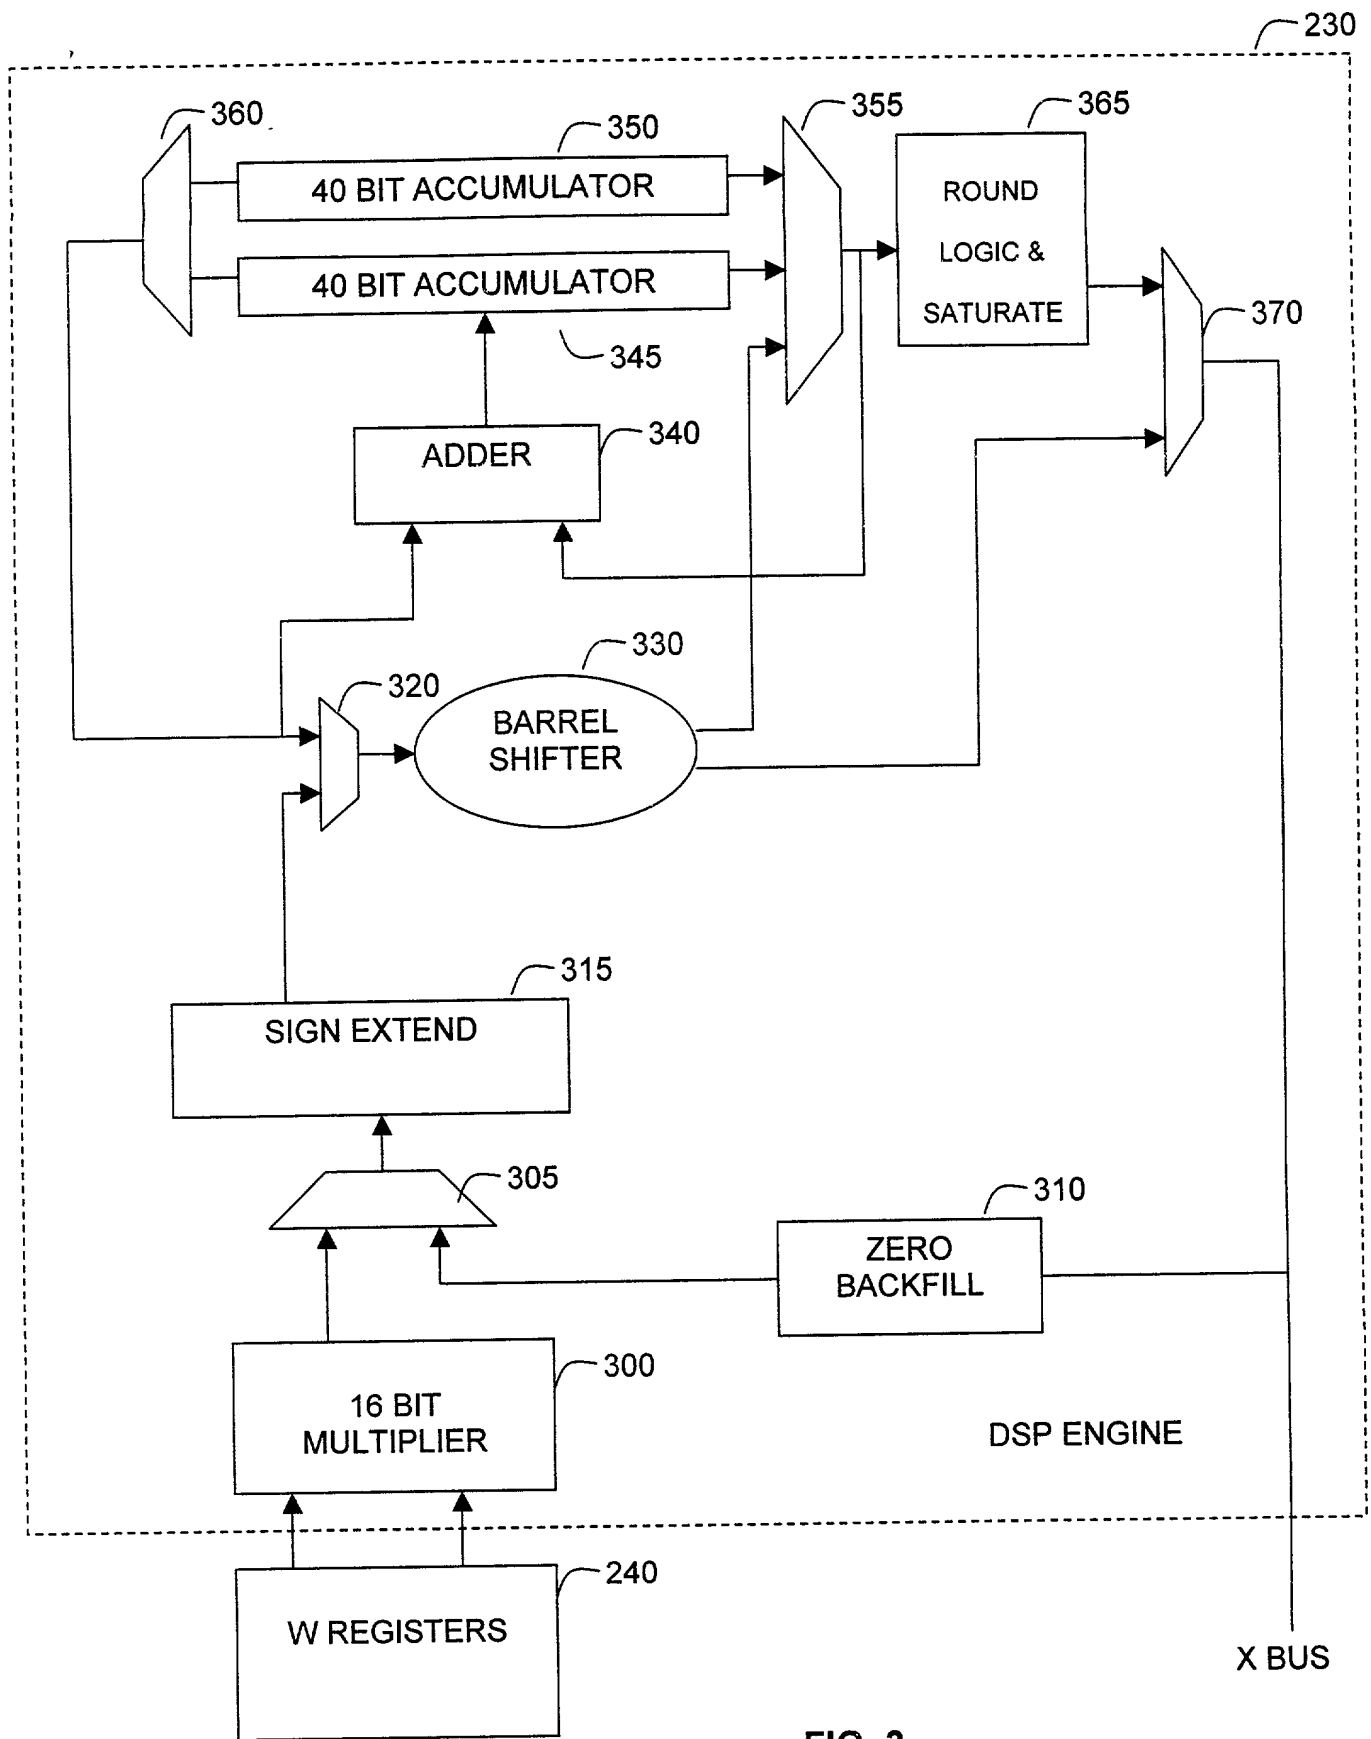 230
360
350
355
365
40 BIT ACCUMULATOR
ROUND
LOGIC &
SATURATE
40 BIT ACCUMULATOR
345
370
ADDER
340
330
320
BARREL
SHIFTER
315
SIGN EXTEND
305
310
ZERO
BACKFILL
300
16 BIT
MULTIPLIER
DSP ENGINE
240
W REGISTERS
X BUS